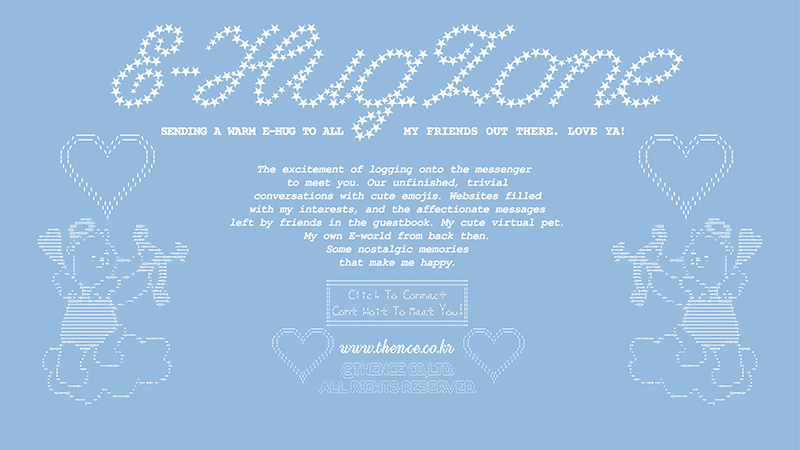 E-Hug Zone
SENDING A WARM E-HUG TO ALL MY FRIENDS OUT THERE. LOVE YA!
The excitement of logging onto the messenger
to meet you. Our unfinished, trivial
conversations with cute emojis. Websites filled
with my interests, and the affectionate messages
left by friends in the guestbook. My cute virtual pet.
My own E-world from back then.
Some nostalgic memories
that make me happy.
Click To Connect
Cant Wait To Meet You!
www.thence.co.kr
@THENCE CO,LTD.
ALL RIGHTS RESERVED.